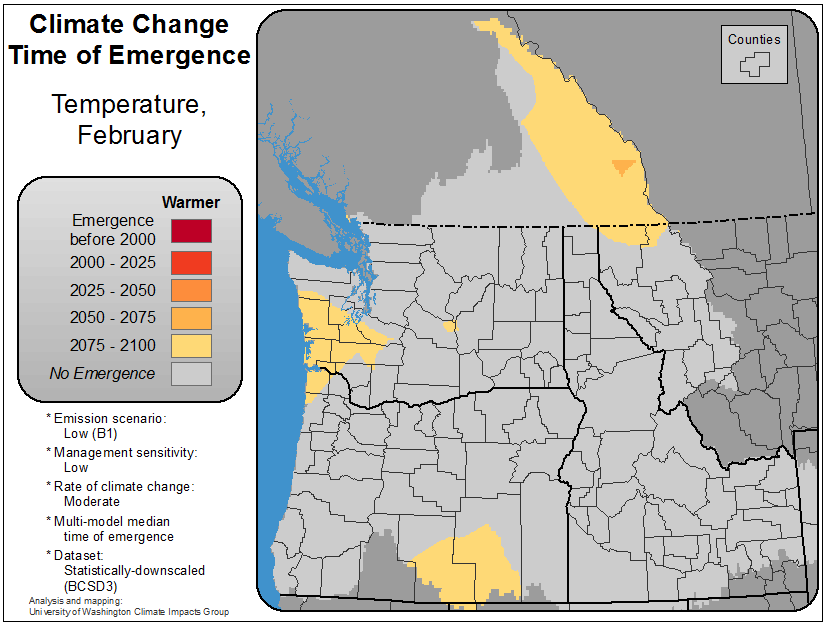 Climate Change
Time of Emergence
Temperature,
February
Warmer
Emergence
before 2000
2000 - 2025
2025 - 2050
2050 - 2075
2075 - 2100
No Emergence
* Emission scenario:
Low (B1)
* Management sensitivity:
Low
* Rate of climate change:
Moderate
* Multi-model median
time of emergence
* Dataset:
Statistically-downscaled
(BCSD3)
Analysis and mapping:
University of Washington Climate Impacts Group
Counties